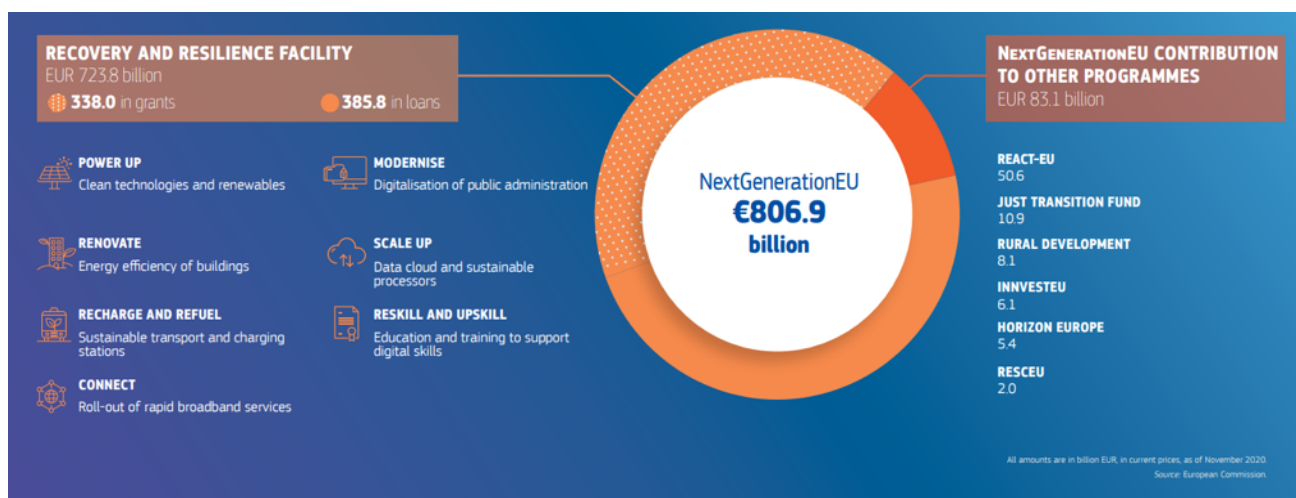 RECOVERY AND RESILIENCE FACILITY
EUR 723.8 billion
338.0 in grants
385.8 in loans
POWER UP
Clean technologies and renewables
RENOVATE
Energy efficiency of buildings
RECHARGE AND REFUEL
Sustainable transport and charging
stations
CONNECT
Roll-out of rapid broadband services
MODERNISE
Digitalisation of public administration
SCALE UP
Data cloud and sustainable
processors
RESKILL AND UPSKILL
Education and training to support
digital skills
NextGenerationEU
€806.9
billion
NEXTGENERATIONEU CONTRIBUTION
TO OTHER PROGRAMMES
EUR 83.1 billion
REACT-EU
50.6
JUST TRANSITION FUND
10.9
RURAL DEVELOPMENT
8.1
INNVESTEU
6.1
HORIZON EUROPE
5.4
RESCEU
2.0
All amounts are in billion EUR, in current prices, as of November 2020.
Source: European Commission